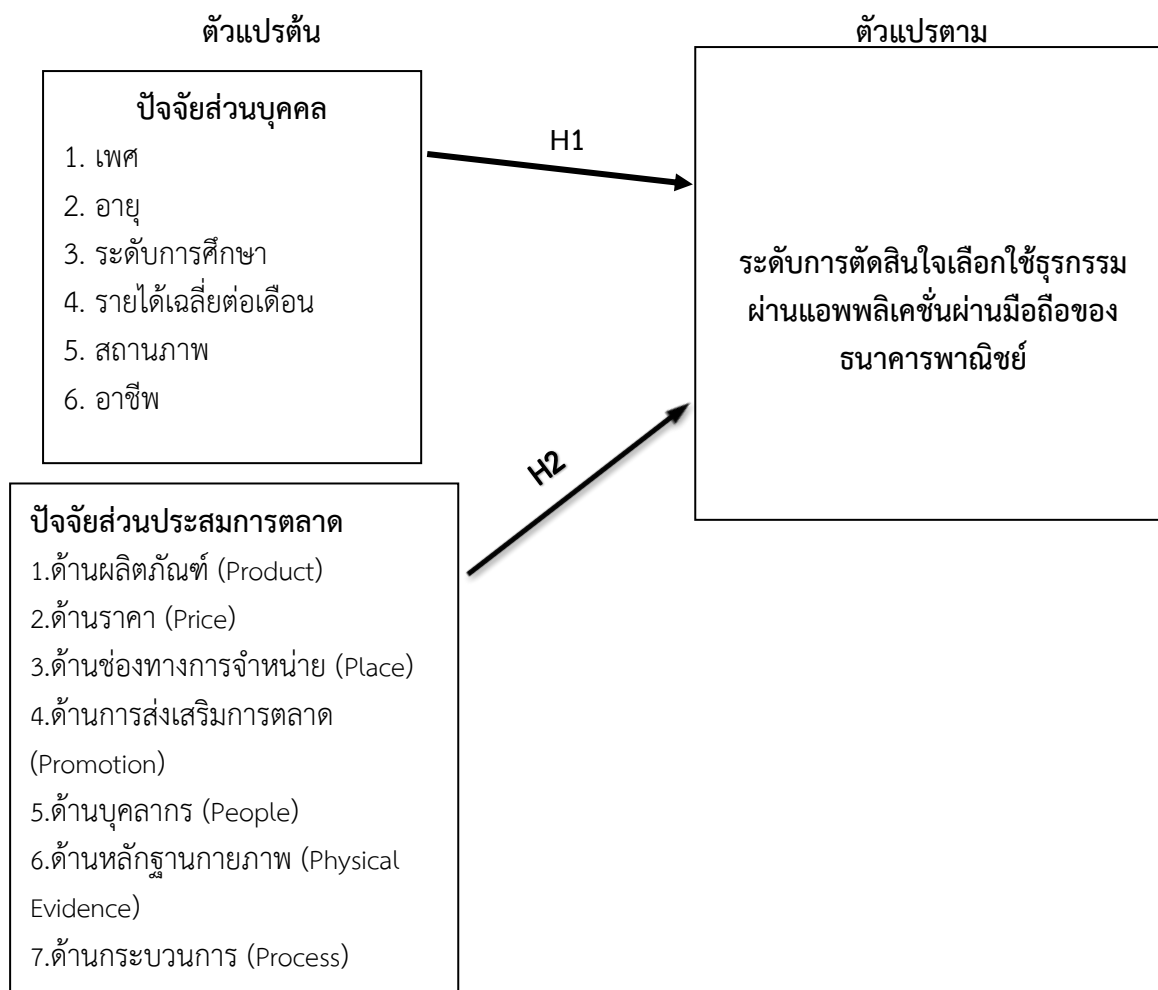 ตัวแปรต้น
ตัวแปรตาม
ปัจจัยส่วนบุคคล
1. เพศ
2. อายุ
3. ระดับการศึกษา
4. รายได้เฉลี่ยต่อเดือน
5. สถานภาพ
6. อาชีพ
H1
ระดับการตัดสินใจเลือกใช้ธุรกรรม
ผ่านแอพพลิเคชั่นผ่านมือถือของ
ธนาคารพาณิชย์
H2
ปัจจัยส่วนประสมการตลาด
1.ด้านผลิตภัณฑ์ (Product)
2.ด้านราคา (Price)
3.ด้านช่องทางการจำหน่าย (Place)
4.ด้านการส่งเสริมการตลาด
(Promotion)
5.ด้านบุคลากร (People)
6.ด้านหลักฐานกายภาพ (Physical
Evidence)
7.ด้านกระบวนการ (Process)